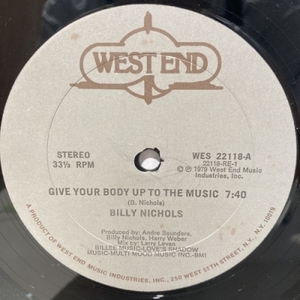 WEST END
STEREO
33⅓ RPM
WES 22118-A
22118-RE-1
℗ © 1979 West End Music
Industries, Inc.
GIVE YOUR BODY UP TO THE MUSIC 7:40
(B. Nichols)
BILLY NICHOLS
Produced by: Andre Saunders,
Billy Nichols, Harry Weber
Mix by: Larry Levan
BILLEE MUSIC-LOVE'S SHADOW
MUSIC-MULTI MOOD MUSIC INC.-BMI
A PRODUCT OF WEST END MUSIC INDUSTRIES, INC., 250 WEST 57TH STREET, N.Y., N.Y. 10019